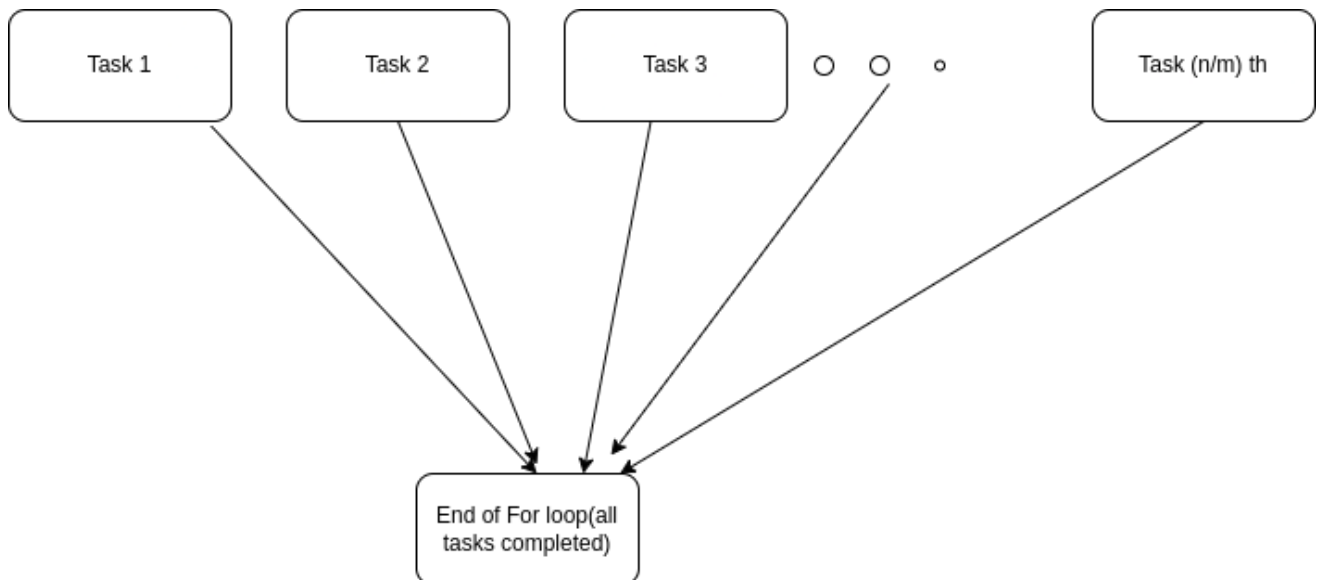 Task 1
Task 2
Task 3
Task (n/m) th
End of For loop(all
tasks completed)